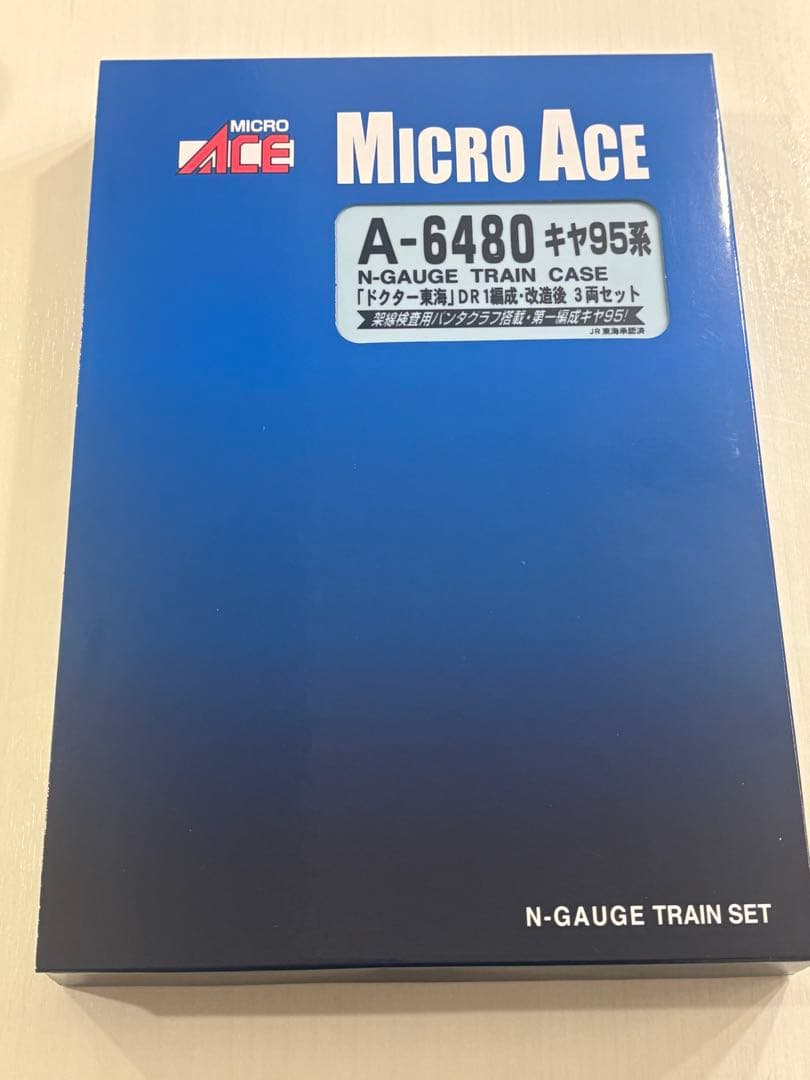 MICRO
ACE
MICRO ACE
A-6480 キヤ95系
N-GAUGE TRAIN CASE
「ドクター東海」DR1編成・改造後 3両セット
架線検査用パンタグラフ搭載・第一編成キヤ95!
JR東海承認済
N-GAUGE TRAIN SET